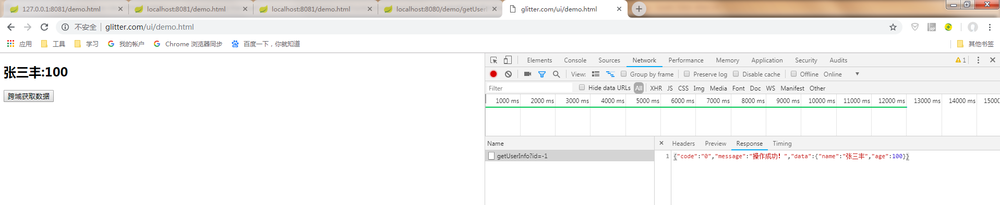 127.0.0.1:8081/demo.html localhost:8081/demo.html localhost:8081/demo.html localhost:8080/demo/getUserI glitter.com/ui/demo.html
不安全 glitter.com/ui/demo.html
应用 工具 学习 我的帐户 Chrome 浏览器同步 百度一下，你就知道 其他书签
张三丰:100
跨域获取数据
Elements Console Sources Network Performance Memory Application Security Audits 1
View: Group by frame Preserve log Disable cache Offline Online
Filter Hide data URLs All XHR JS CSS Img Media Font Doc WS Manifest Other
1000 ms 2000 ms 3000 ms 4000 ms 5000 ms 6000 ms 7000 ms 8000 ms 9000 ms 10000 ms 11000 ms 12000 ms 13000 ms 14000 ms 15000
Name Headers Preview Response Timing
getUserInfo?id=-1 1 {"code":"0","message":"操作成功！","data":{"name":"张三丰","age":100}}